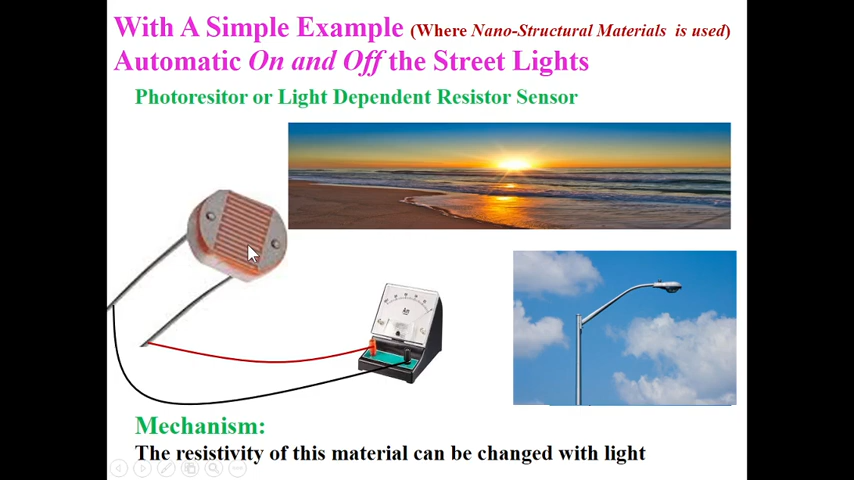 With A Simple Example (Where Nano-Structural Materials is used)
Automatic On and Off the Street Lights
Photoresitor or Light Dependent Resistor Sensor
Mechanism:
The resistivity of this material can be changed with light